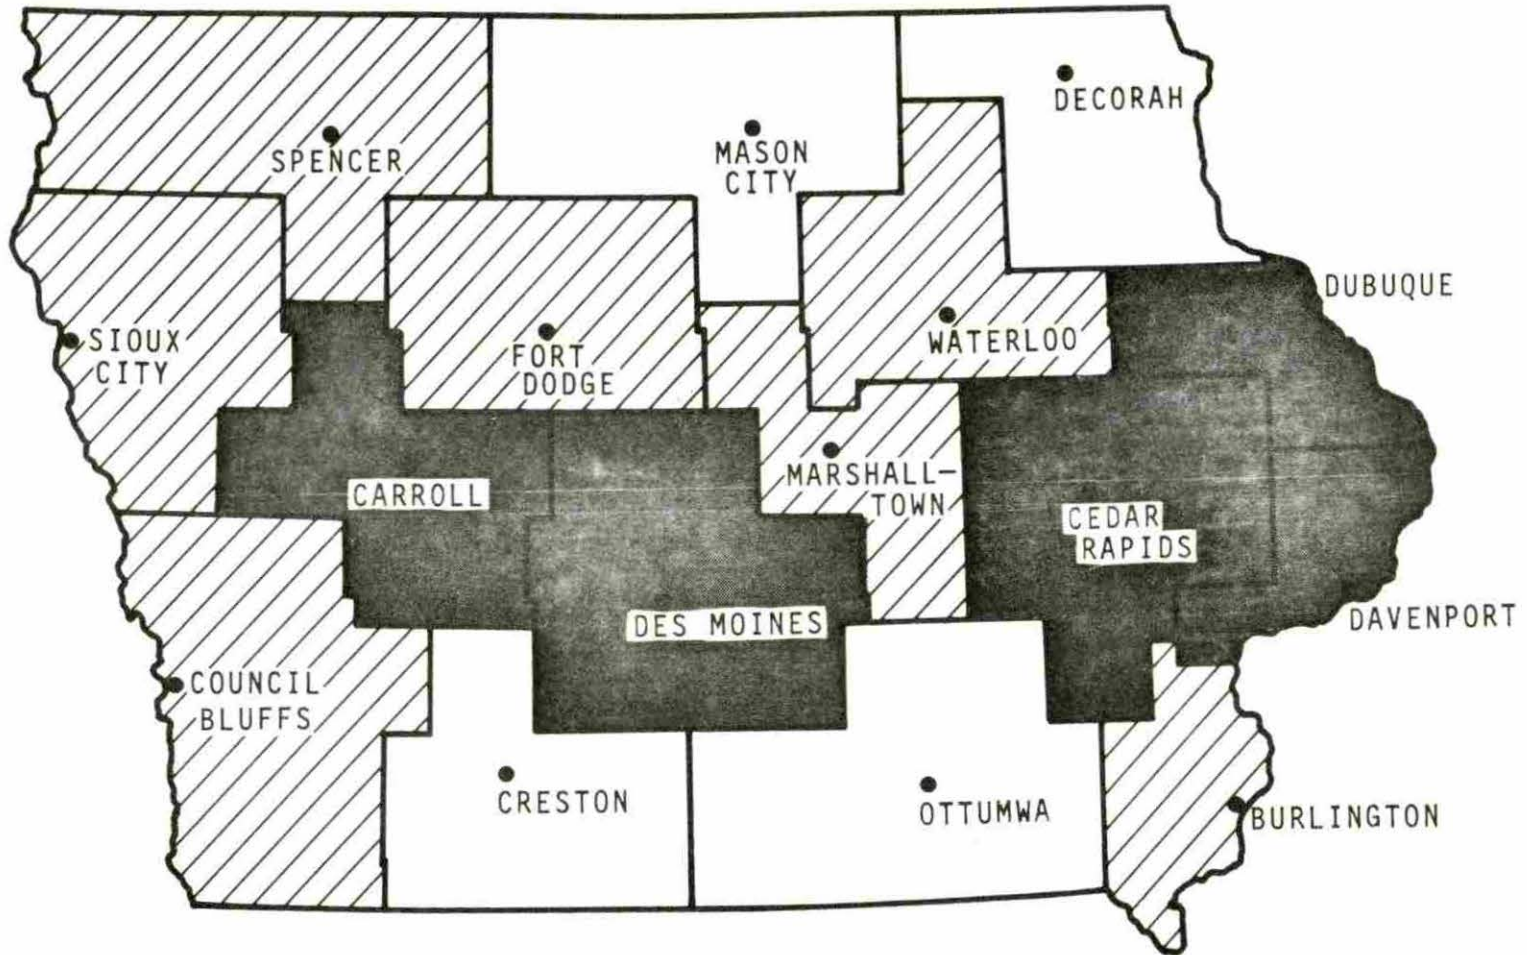 DECORAH
SPENCER
MASON
CITY
DUBUQUE
SIOUX
CITY
FORT
DODGE
WATERLOO
CARROLL
MARSHALL-
TOWN
CEDAR
RAPIDS
DES MOINES
DAVENPORT
COUNCIL
BLUFFS
CRESTON
OTTUMWA
BURLINGTON